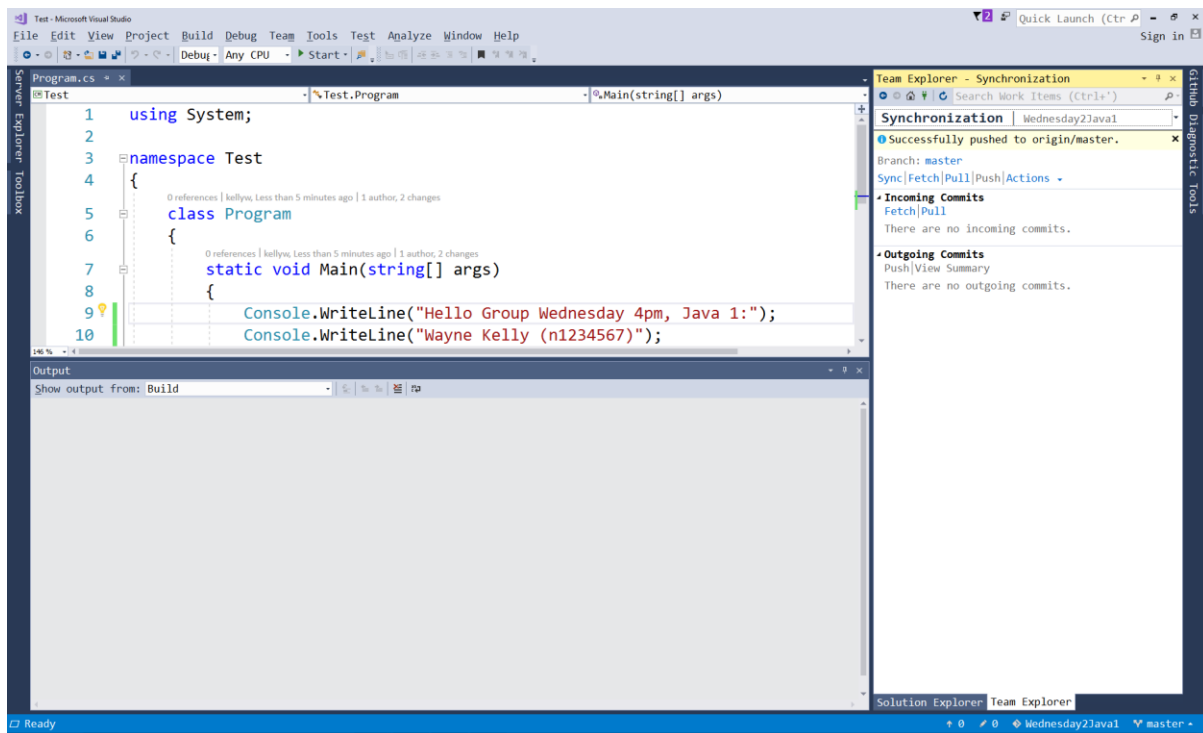 Test - Microsoft Visual Studio
2
Quick Launch (Ctr
File Edit View Project Build Debug Team Tools Test Analyze Window Help
Sign in
Debug Any CPU Start
Server Explorer
Toolbox
Program.cs
Test
Test.Program
Main(string[] args)
1 using System;
2
3 namespace Test
4 {
0 references | kellyw, Less than 5 minutes ago | 1 author, 2 changes
5 class Program
6 {
0 references | kellyw, Less than 5 minutes ago | 1 author, 2 changes
7 static void Main(string[] args)
8 {
9 Console.WriteLine("Hello Group Wednesday 4pm, Java 1:");
10 Console.WriteLine("Wayne Kelly (n1234567)");
146 %
Output
Show output from: Build
Team Explorer - Synchronization
Search Work Items (Ctrl+')
Synchronization | Wednesday2Java1
Successfully pushed to origin/master.
Branch: master
Sync | Fetch | Pull | Push | Actions
Incoming Commits
Fetch | Pull
There are no incoming commits.
Outgoing Commits
Push | View Summary
There are no outgoing commits.
Solution Explorer Team Explorer
GitHub
Diagnostic Tools
Ready
0 0 Wednesday2Java1 master